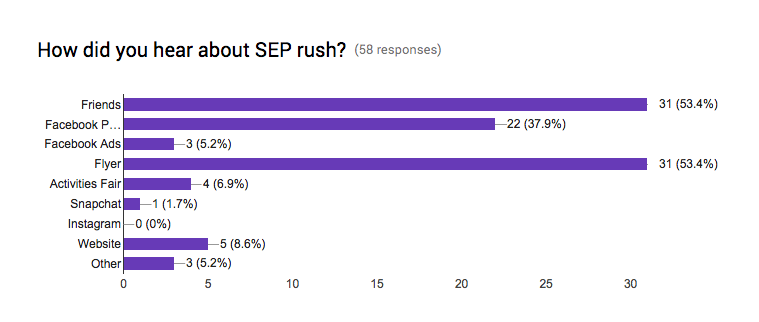 How did you hear about SEP rush? (58 responses)
Friends 31 (53.4%)
Facebook P... 22 (37.9%)
Facebook Ads 3 (5.2%)
Flyer 31 (53.4%)
Activities Fair 4 (6.9%)
Snapchat 1 (1.7%)
Instagram 0 (0%)
Website 5 (8.6%)
Other 3 (5.2%)
0 5 10 15 20 25 30